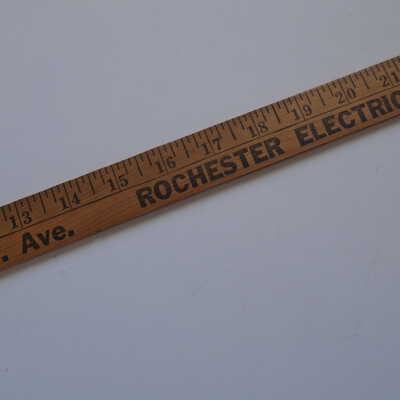 13 14 15 16 17 18 19 20 21
. Ave. ROCHESTER ELECTRIC